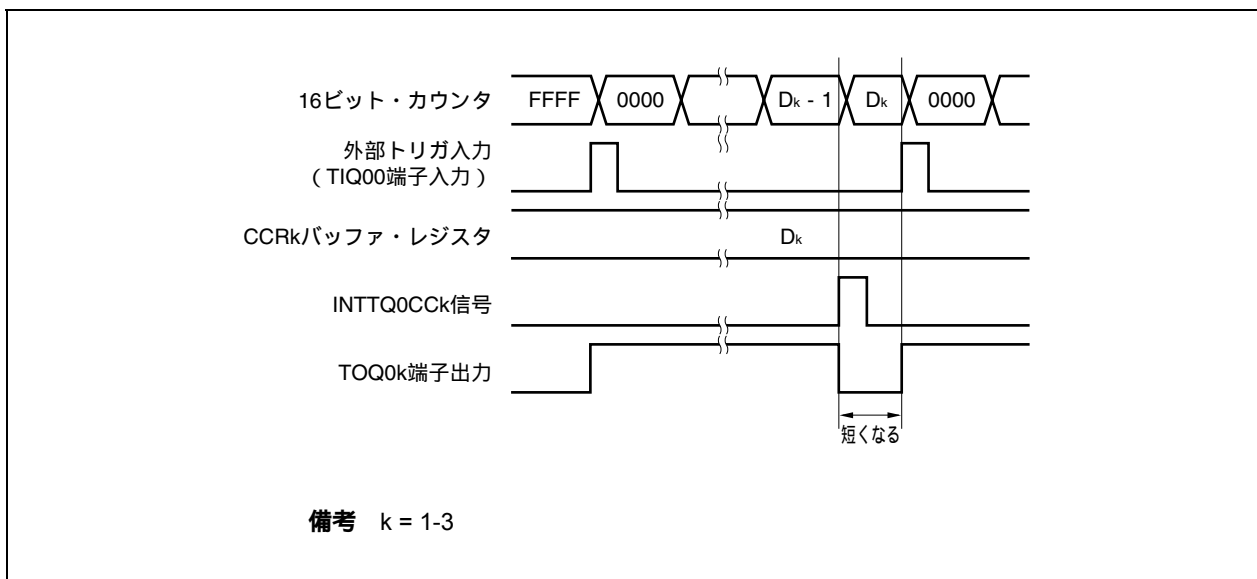 16ビット・カウンタ FFFF 0000 Dk - 1 Dk 0000
外部トリガ入力
(TIQ00端子入力)
CCRkバッファ・レジスタ Dk
INTTQ0CCk信号
TOQ0k端子出力
短くなる
備考 k = 1-3